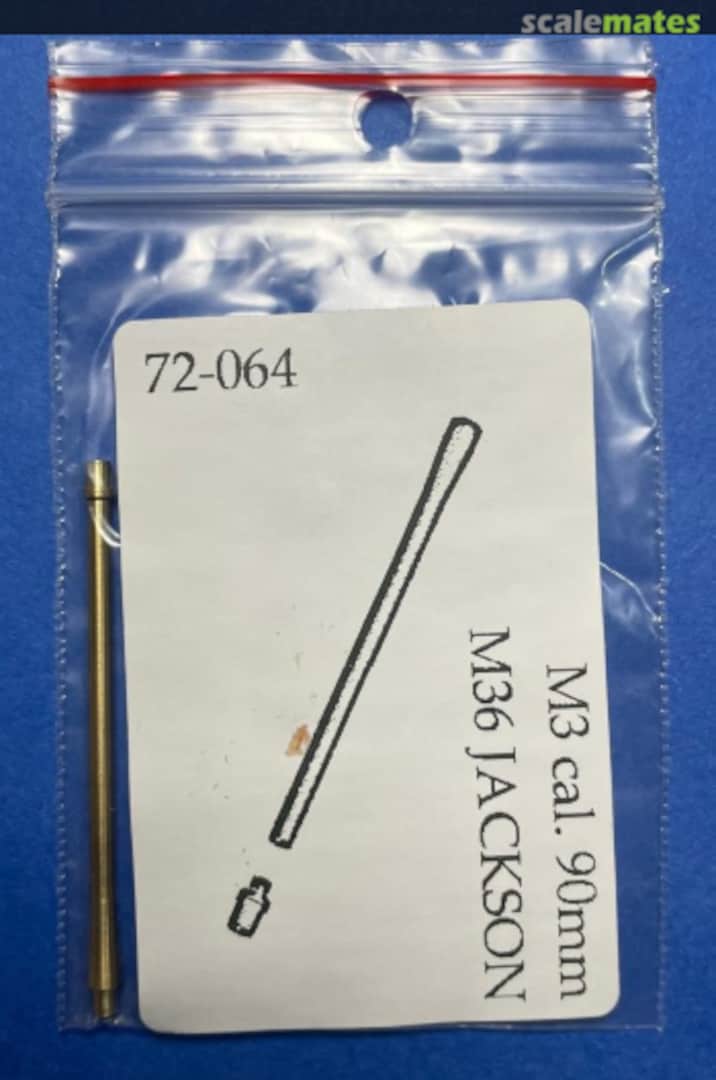 scalemates
72-064
M3 cal. 90mm
M36 JACKSON